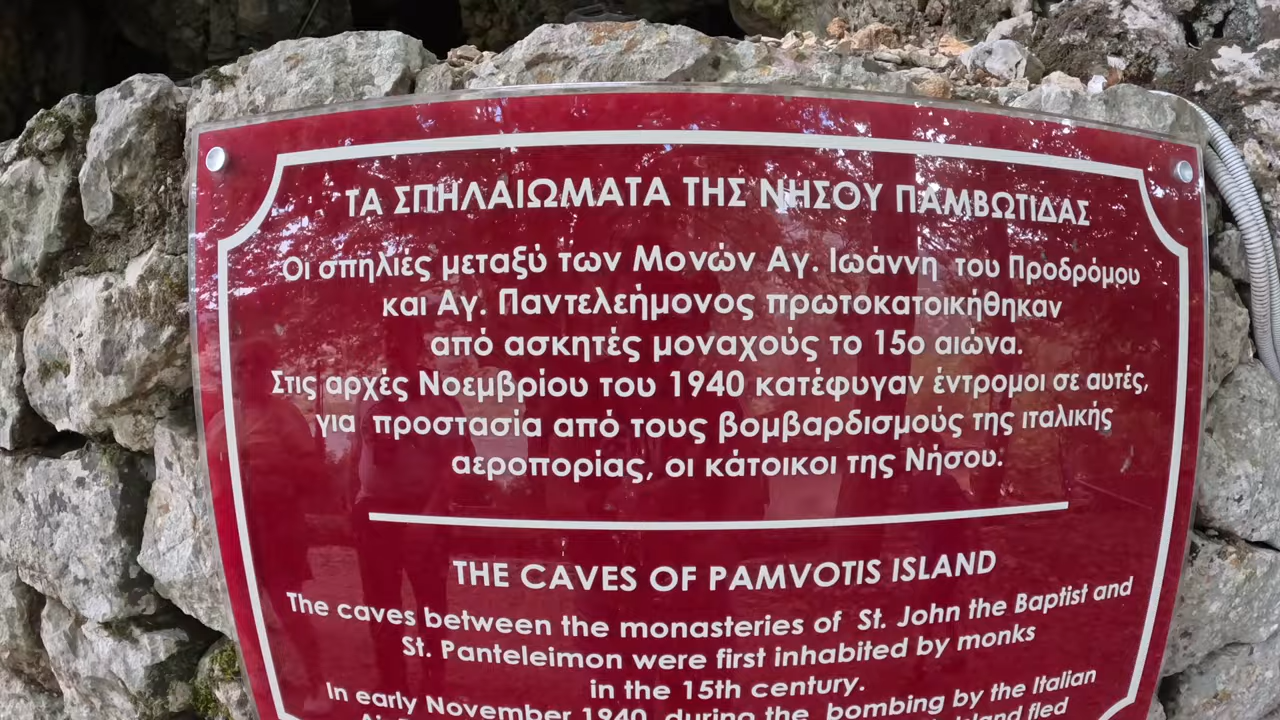 ΤΑ ΣΠΗΛΑΙΩΜΑΤΑ ΤΗΣ ΝΗΣΟΥ ΠΑΜΒΩΤΙΔΑΣ
Οι σπηλιές μεταξύ των Μονών Αγ. Ιωάννη του Προδρόμου
και Αγ. Παντελεήμονος πρωτοκατοικήθηκαν
από ασκητές μοναχούς το 15ο αιώνα.
Στις αρχές Νοεμβρίου του 1940 κατέφυγαν έντρομοι σε αυτές,
για προστασία από τους βομβαρδισμούς της ιταλικής
αεροπορίας, οι κάτοικοι της Νήσου.
THE CAVES OF PAMVOTIS ISLAND
The caves between the monasteries of St. John the Baptist and
St. Panteleimon were first inhabited by monks
in the 15th century.
In early November 1940, during the bombing by the Italian
island fled